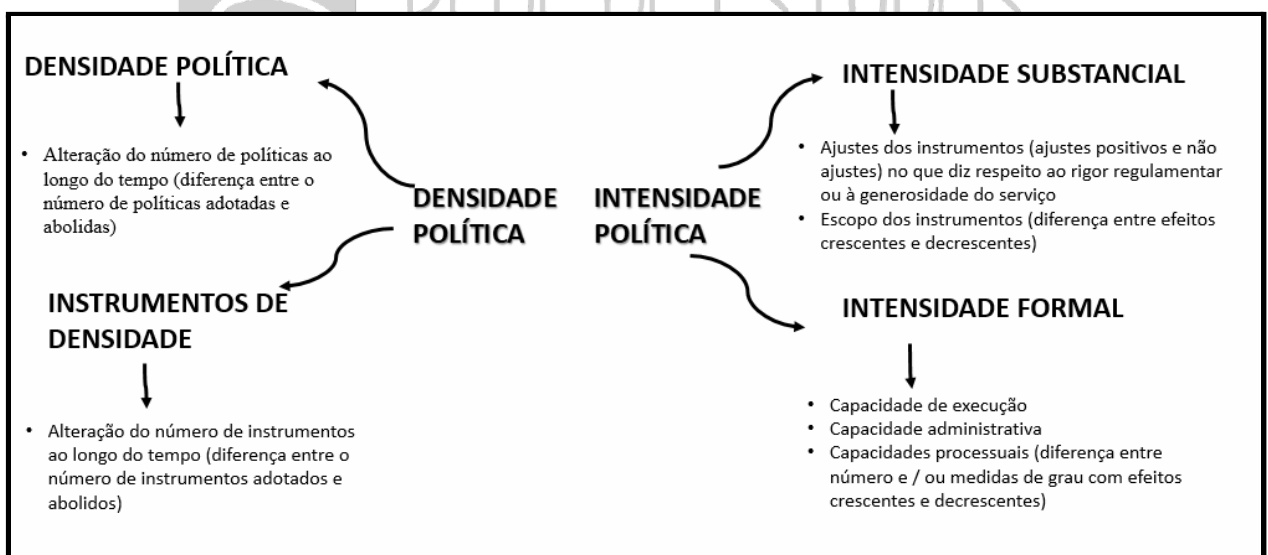 DENSIDADE POLÍTICA
• Alteração do número de políticas ao
longo do tempo (diferença entre o
número de políticas adotadas e
abolidas)
DENSIDADE
POLÍTICA
INSTRUMENTOS DE
DENSIDADE
• Alteração do número de instrumentos
ao longo do tempo (diferença entre o
número de instrumentos adotados e
abolidos)
INTENSIDADE
POLÍTICA
INTENSIDADE SUBSTANCIAL
• Ajustes dos instrumentos (ajustes positivos e não
ajustes) no que diz respeito ao rigor regulamentar
ou à generosidade do serviço
• Escopo dos instrumentos (diferença entre efeitos
crescentes e decrescentes)
INTENSIDADE FORMAL
• Capacidade de execução
• Capacidade administrativa
• Capacidades processuais (diferença entre
número e / ou medidas de grau com efeitos
crescentes e decrescentes)